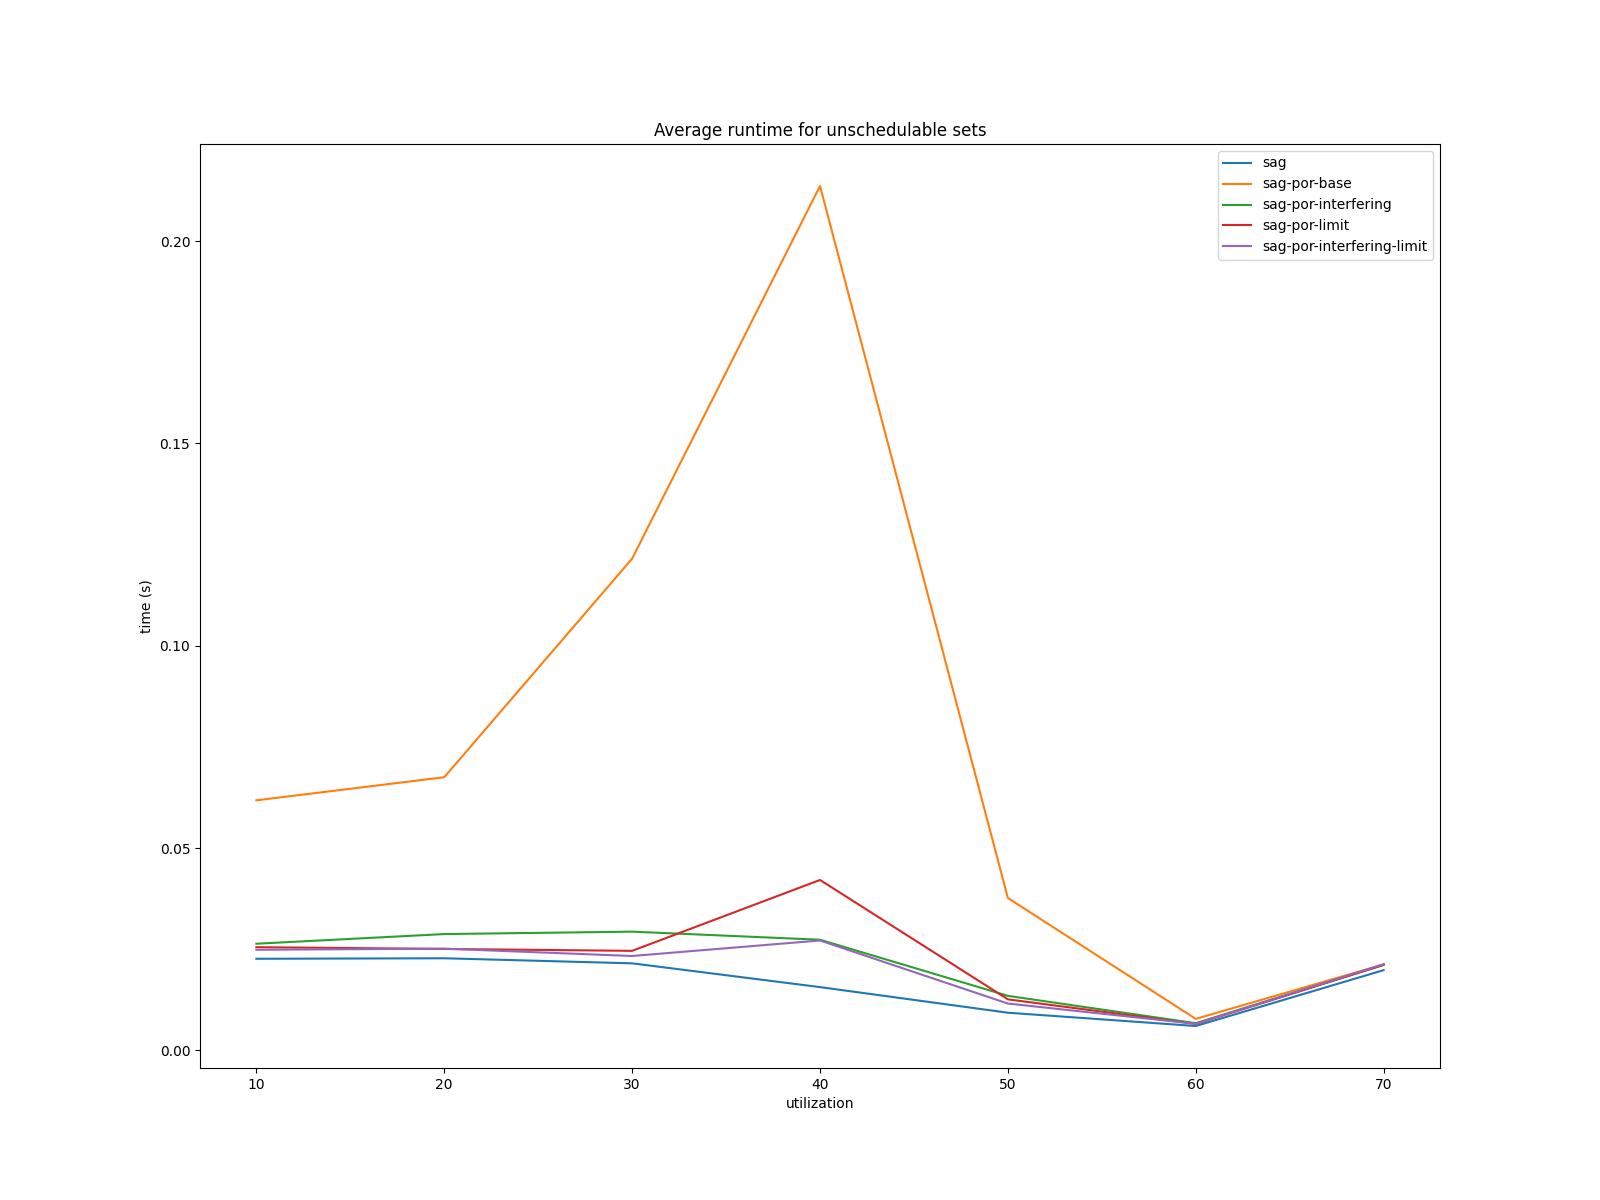 Average runtime for unschedulable sets
sag
sag-por-base
sag-por-interfering
sag-por-limit
sag-por-interfering-limit
time (s)
0.20
0.15
0.10
0.05
0.00
10 20 30 40 50 60 70
utilization